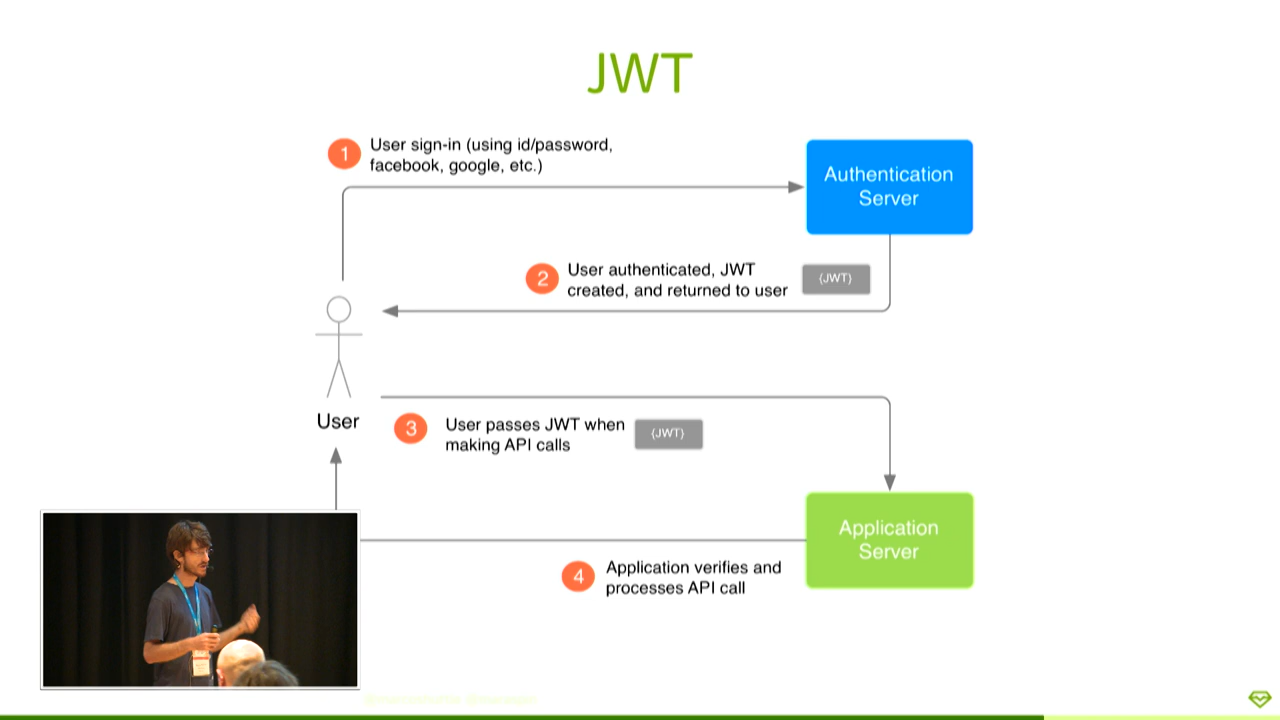 JWT
1
User sign-in (using id/password,
facebook, google, etc.)
Authentication
Server
2
User authenticated, JWT
created, and returned to user
{JWT}
User
3
User passes JWT when
making API calls
{JWT}
Application
Server
4
Application verifies and
processes API call